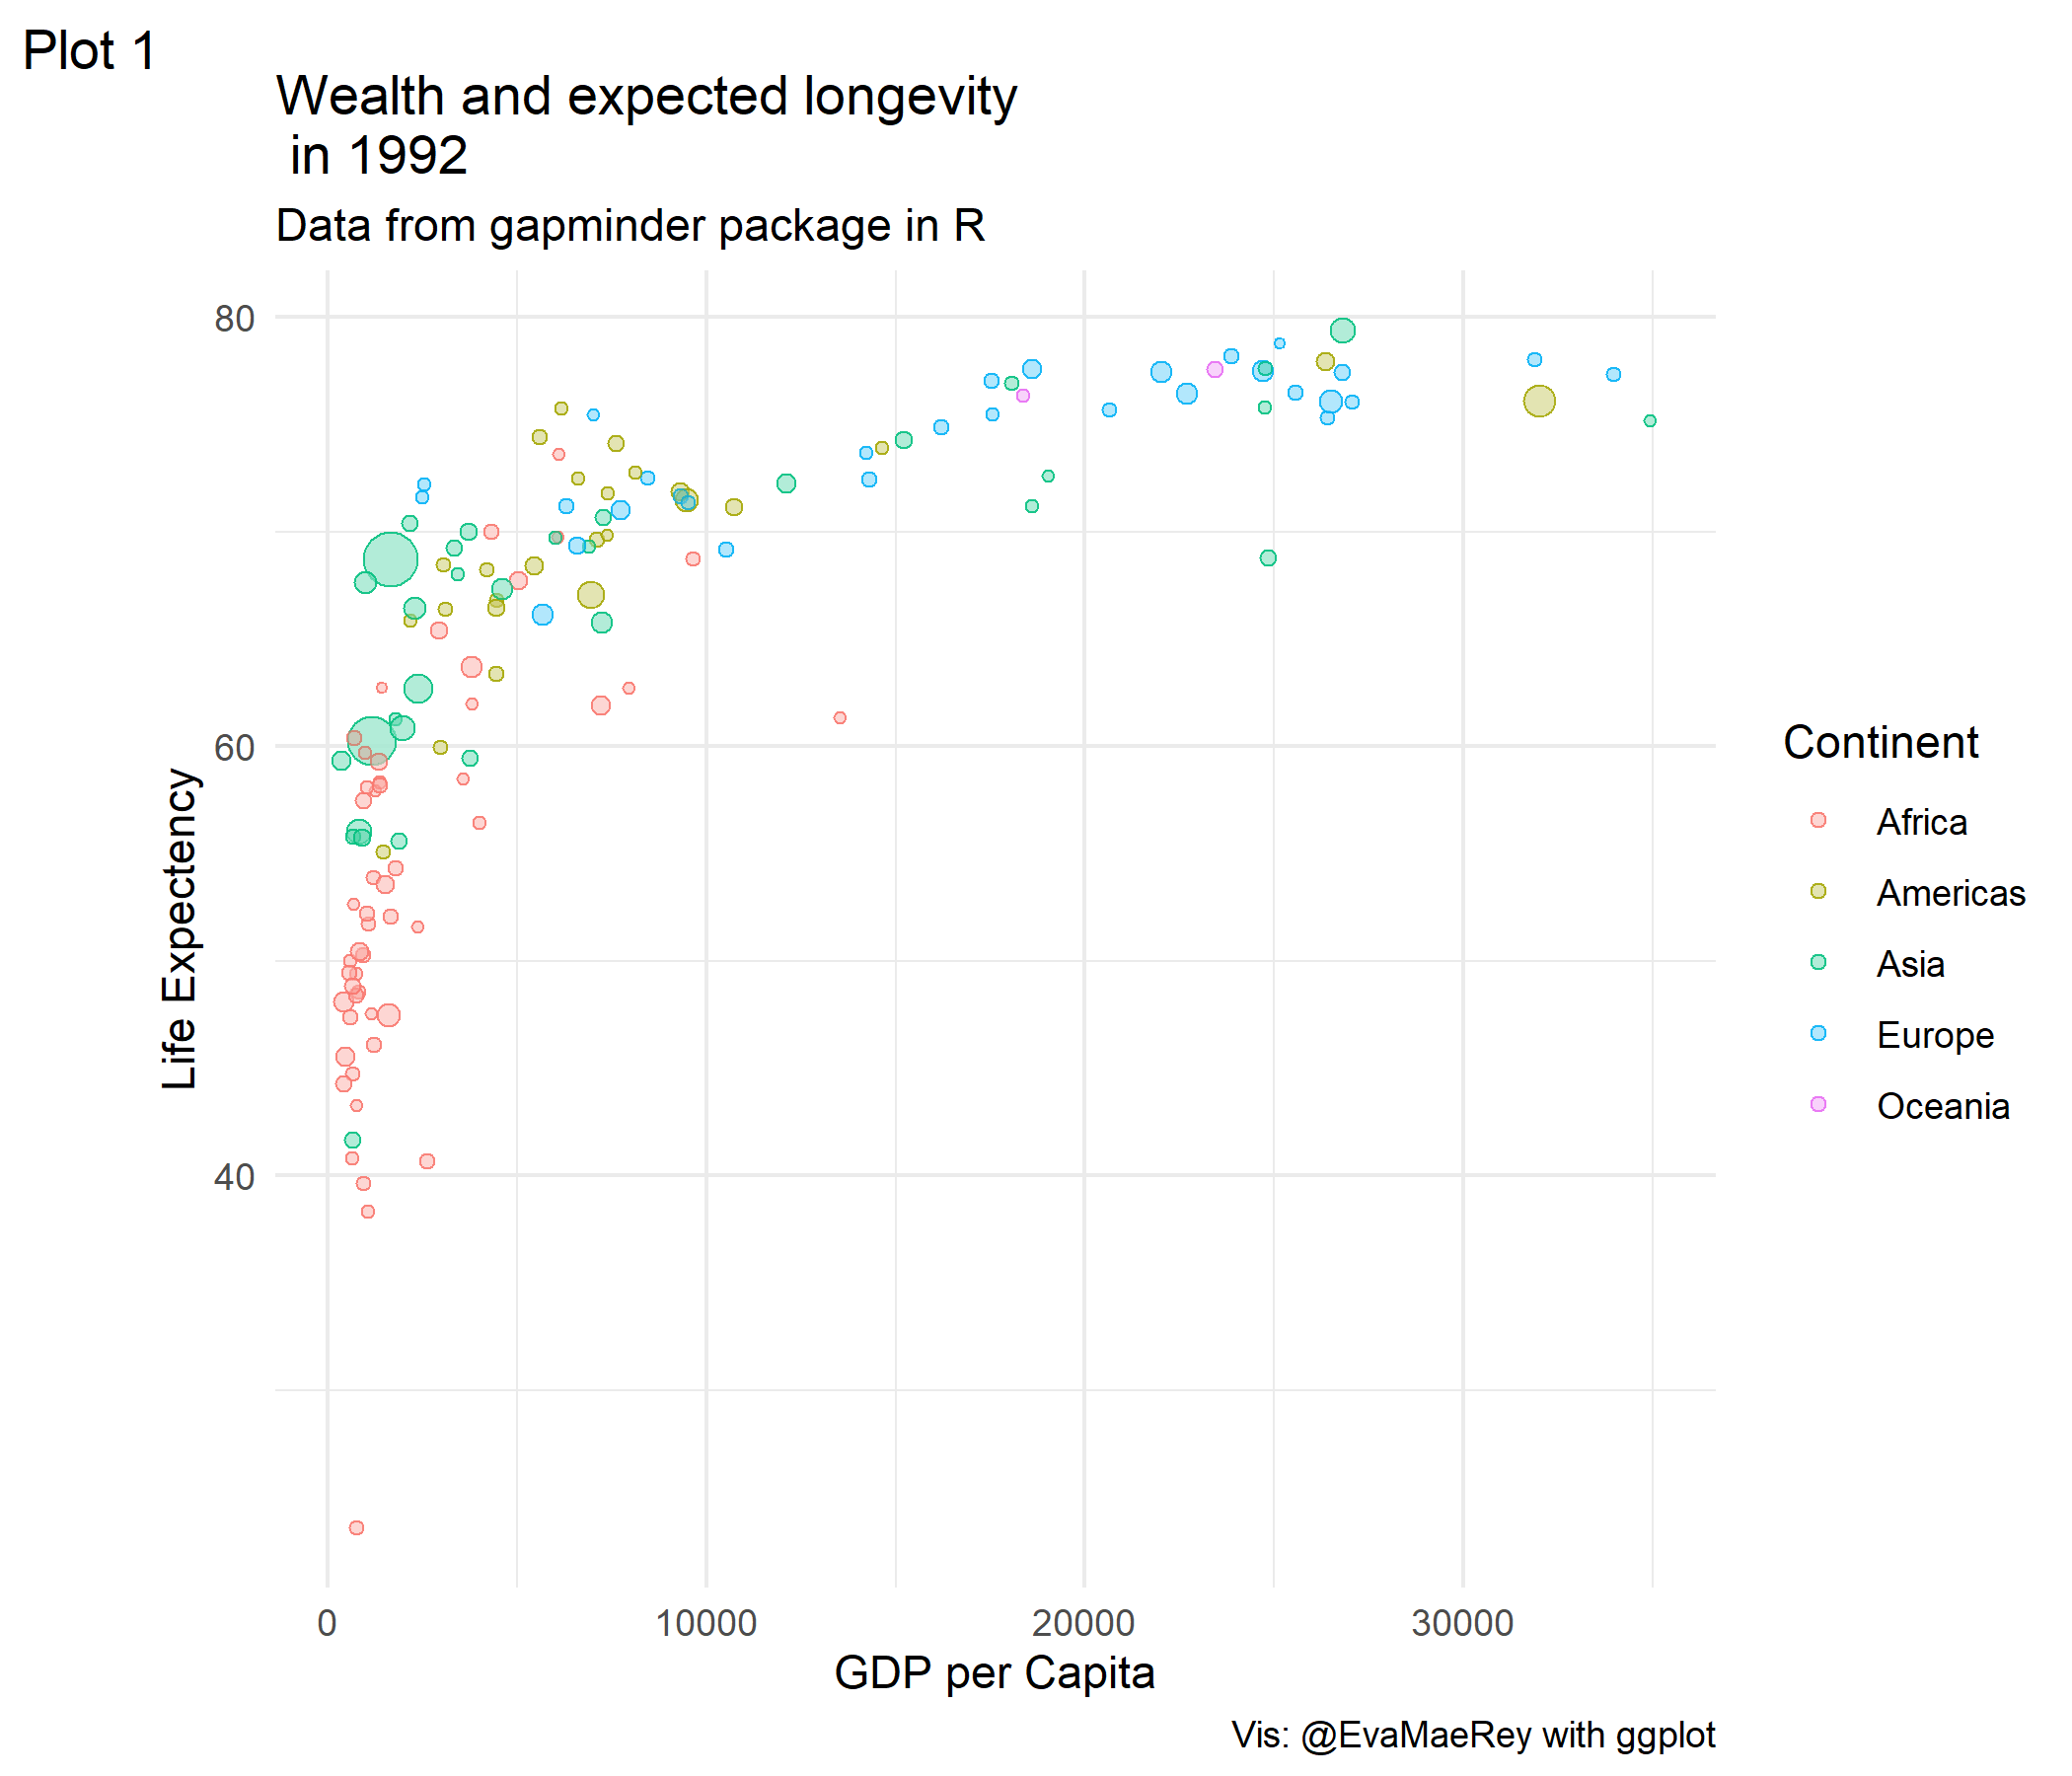 Plot 1
Wealth and expected longevity
in 1992
Data from gapminder package in R
80
60
40
Life Expectency
0 10000 20000 30000
GDP per Capita
Continent
Africa
Americas
Asia
Europe
Oceania
Vis: @EvaMaeRey with ggplot